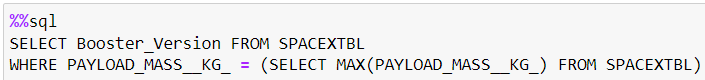 %%sql
SELECT Booster_Version FROM SPACEXTBL
WHERE PAYLOAD_MASS__KG_ = (SELECT MAX(PAYLOAD_MASS__KG_) FROM SPACEXTBL)